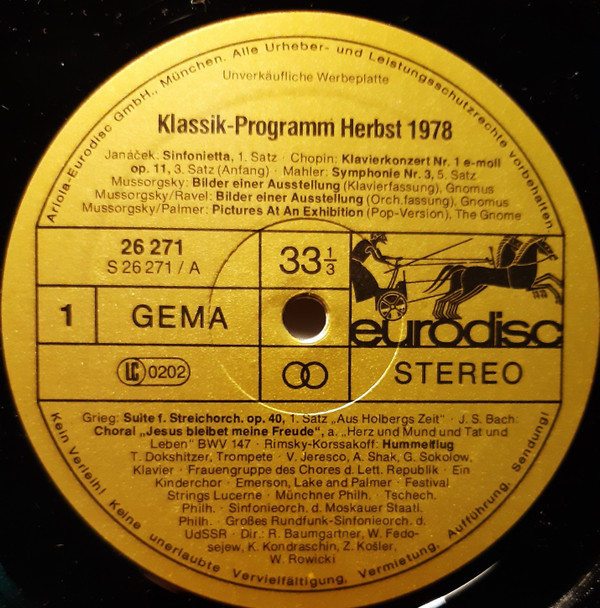 Ariola-Eurodisc GmbH., München. Alle Urheber- und Leistungsschutzrechte vorbehalten
Unverkäufliche Werbeplatte
Klassik-Programm Herbst 1978
Janáček: Sinfonietta, 1. Satz · Chopin: Klavierkonzert Nr. 1 e-moll
op. 11, 3. Satz (Anfang) · Mahler: Symphonie Nr. 3, 5. Satz
Mussorgsky: Bilder einer Ausstellung (Klavierfassung), Gnomus
Mussorgsky/Ravel: Bilder einer Ausstellung (Orch.fassung), Gnomus
Mussorgsky/Palmer: Pictures At An Exhibition (Pop-Version), The Gnome
26 271
S 26 271 / A
33 1/3
1
GEMA
eurodisc
LC 0202
STEREO
Grieg: Suite f. Streichorch. op. 40, 1. Satz „Aus Holbergs Zeit" · J. S. Bach:
Choral „Jesus bleibet meine Freude", a. „Herz und Mund und Tat und
Leben" BWV 147 · Rimsky-Korssakoff: Hummelflug
T. Dokshitzer, Trompete · V. Jeresco, A. Shak, G. Sokolow,
Klavier · Frauengruppe des Chores d. Lett. Republik · Ein
Kinderchor · Emerson, Lake and Palmer · Festival
Strings Lucerne · Münchner Philh. · Tschech.
Philh. · Sinfonieorch. d. Moskauer Staatl.
Philh. · Großes Rundfunk-Sinfonieorch. d.
UdSSR · Dir.: R. Baumgartner, W. Fedo-
sejew, K. Kondraschin, Z. Košler,
W. Rowicki
Kein Verleih! Keine unerlaubte Vervielfältigung, Vermietung, Aufführung, Sendung!